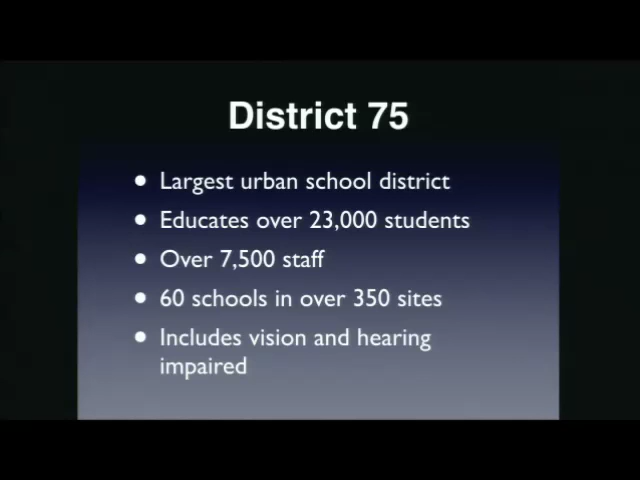 District 75
• Largest urban school district
• Educates over 23,000 students
• Over 7,500 staff
• 60 schools in over 350 sites
• Includes vision and hearing
impaired